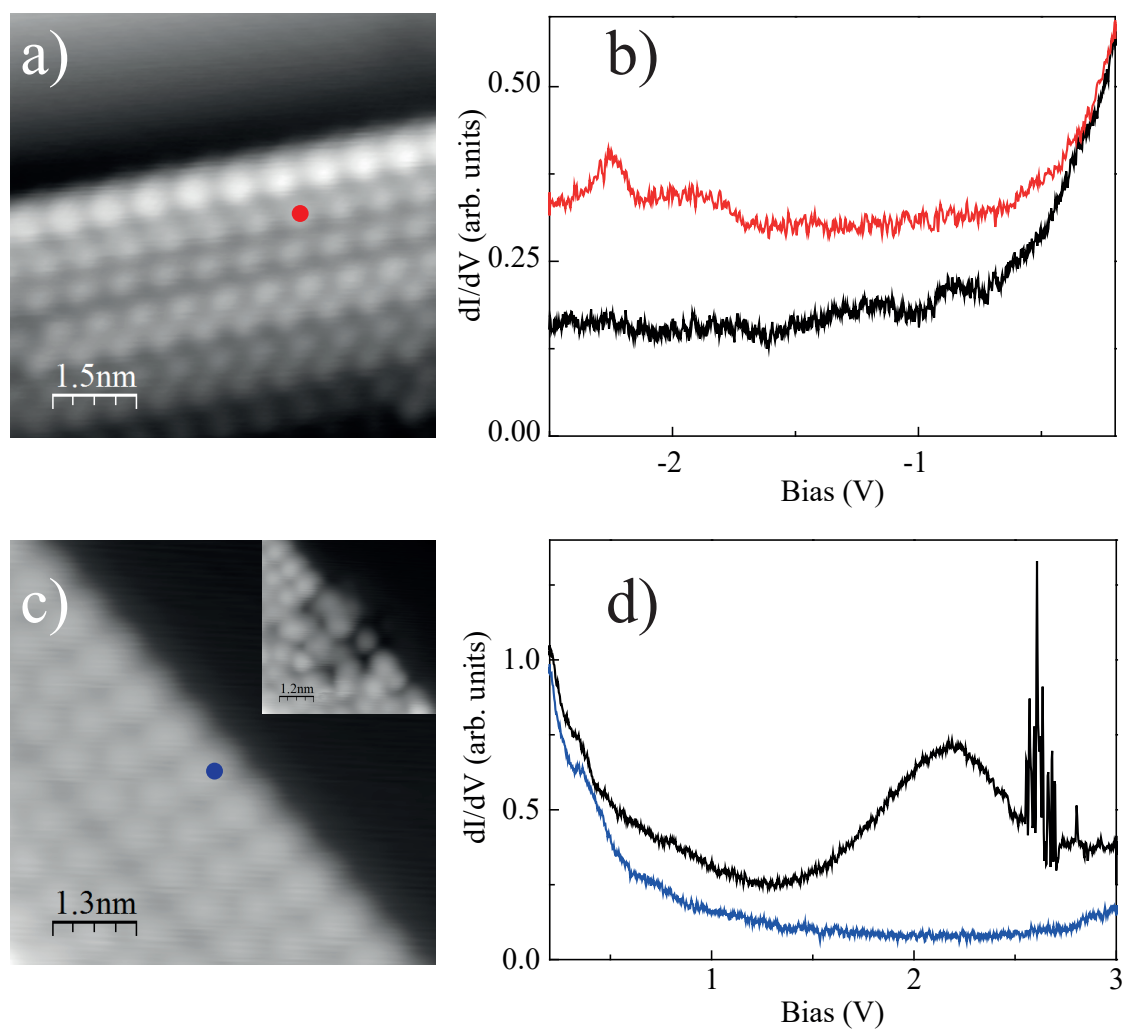 a)
1.5nm
b)
0.50
0.25
0.00
dI/dV (arb. units)
-2 -1
Bias (V)
c)
1.2nm
1.3nm
d)
1.0
0.5
0.0
dI/dV (arb. units)
1 2 3
Bias (V)